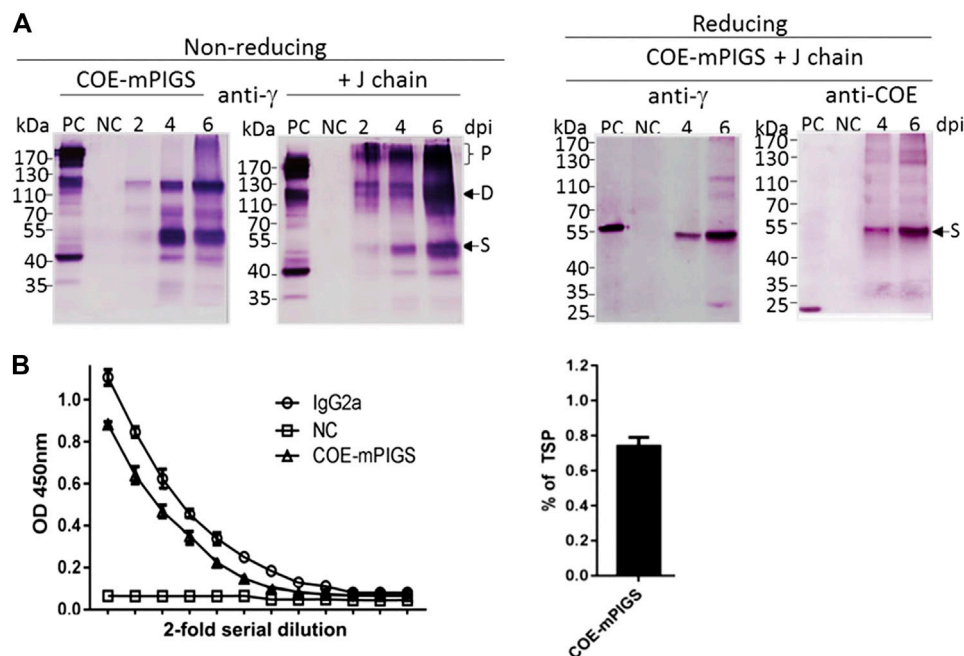 A
Non-reducing
COE-mPIGS
anti-γ
+ J chain
kDa PC NC 2 4 6
170
130
110
70
55
40
35
kDa PC NC 2 4 6 dpi
170
130
110
70
55
40
35
P
D
S
Reducing
COE-mPIGS + J chain
anti-γ
anti-COE
kDa PC NC 4 6
170
130
110
70
55
40
35
25
kDa PC NC 4 6 dpi
170
130
110
70
55
40
35
25
S
B
OD 450nm
1.0
0.8
0.6
0.4
0.2
0.0
IgG2a
NC
COE-mPIGS
2-fold serial dilution
% of TSP
1.2
1.0
0.8
0.6
0.4
0.2
0.0
COE-mPIGS